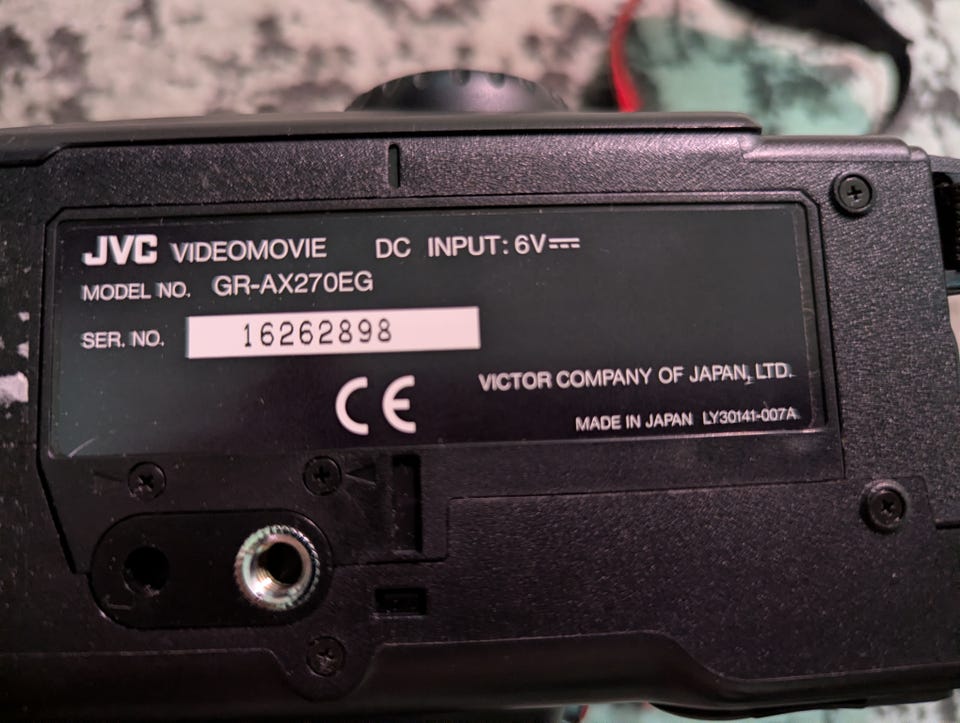 JVC VIDEOMOVIE DC INPUT: 6V⎓
MODEL NO. GR-AX270EG
SER. NO. 16262898
CE
VICTOR COMPANY OF JAPAN, LTD.
MADE IN JAPAN LY30141-007A